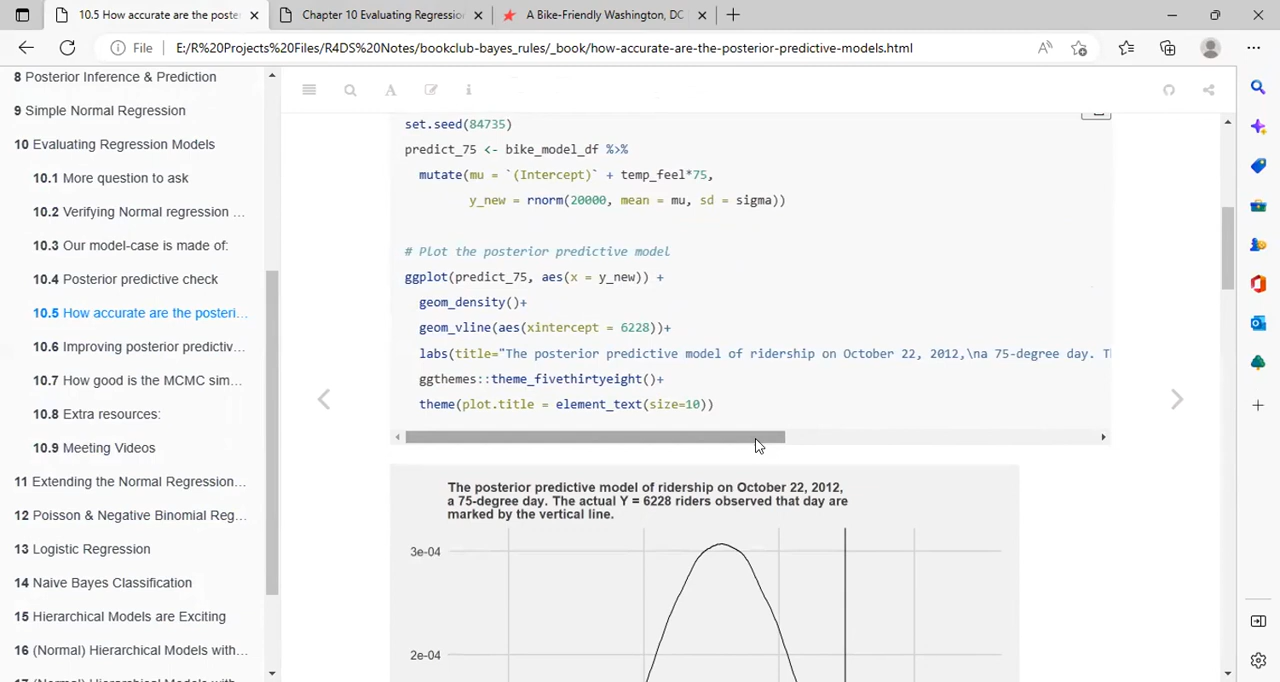 10.5 How accurate are the poste
Chapter 10 Evaluating Regressio
A Bike-Friendly Washington, DC
File
E:/R%20Projects%20Files/R4DS%20Notes/bookclub-bayes_rules/_book/how-accurate-are-the-posterior-predictive-models.html
8 Posterior Inference & Prediction
9 Simple Normal Regression
10 Evaluating Regression Models
10.1 More question to ask
10.2 Verifying Normal regression ...
10.3 Our model-case is made of:
10.4 Posterior predictive check
10.5 How accurate are the posteri...
10.6 Improving posterior predictiv...
10.7 How good is the MCMC sim...
10.8 Extra resources:
10.9 Meeting Videos
11 Extending the Normal Regression...
12 Poisson & Negative Binomial Reg...
13 Logistic Regression
14 Naive Bayes Classification
15 Hierarchical Models are Exciting
16 (Normal) Hierarchical Models with...
17 (Normal) Hierarchical Models with
set.seed(84735)
predict_75 <- bike_model_df %>%
mutate(mu = `(Intercept)` + temp_feel*75,
y_new = rnorm(20000, mean = mu, sd = sigma))
# Plot the posterior predictive model
ggplot(predict_75, aes(x = y_new)) +
geom_density()+
geom_vline(aes(xintercept = 6228))+
labs(title="The posterior predictive model of ridership on October 22, 2012,\na 75-degree day. T
ggthemes::theme_fivethirtyeight()+
theme(plot.title = element_text(size=10))
The posterior predictive model of ridership on October 22, 2012,
a 75-degree day. The actual Y = 6228 riders observed that day are
marked by the vertical line.
3e-04
2e-04